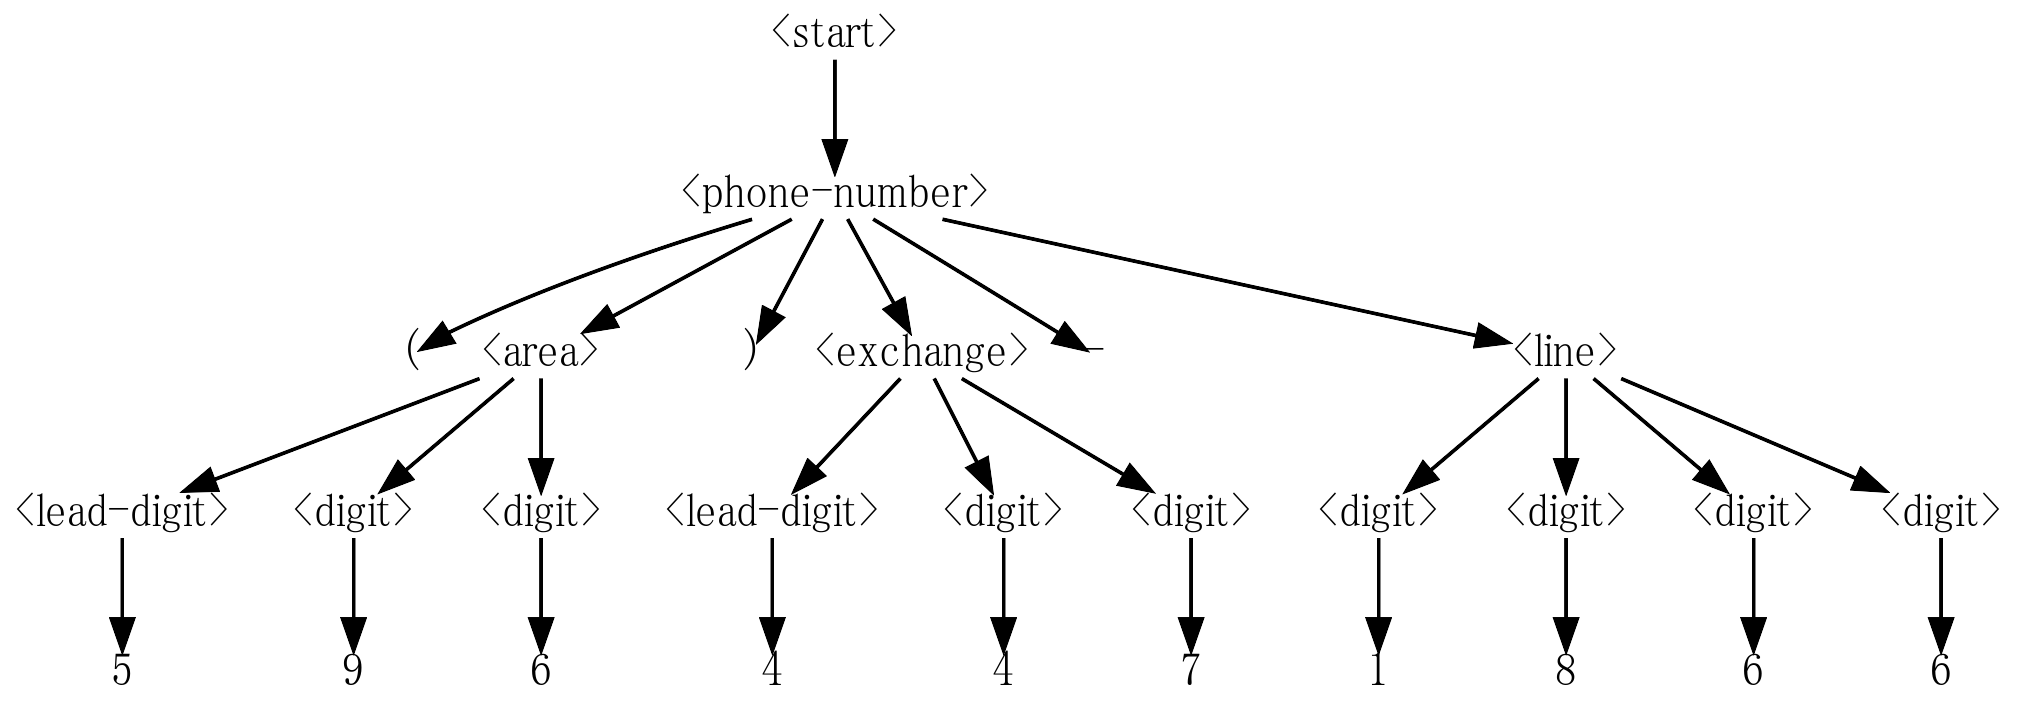 <start>
<phone-number>
( <area> ) <exchange> - <line>
<lead-digit> <digit> <digit> <lead-digit> <digit> <digit> <digit> <digit> <digit> <digit>
5 9 6 4 4 7 1 8 6 6